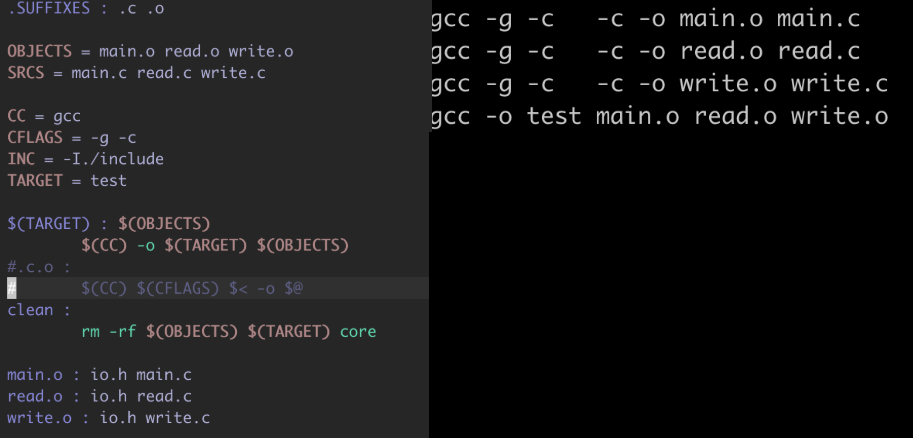 .SUFFIXES : .c .o
OBJECTS = main.o read.o write.o
SRCS = main.c read.c write.c
CC = gcc
CFLAGS = -g -c
INC = -I./include
TARGET = test
$(TARGET) : $(OBJECTS)
        $(CC) -o $(TARGET) $(OBJECTS)
#.c.o :
#       $(CC) $(CFLAGS) $< -o $@
clean :
        rm -rf $(OBJECTS) $(TARGET) core
main.o : io.h main.c
read.o : io.h read.c
write.o : io.h write.c
gcc -g -c   -c -o main.o main.c
gcc -g -c   -c -o read.o read.c
gcc -g -c   -c -o write.o write.c
gcc -o test main.o read.o write.o